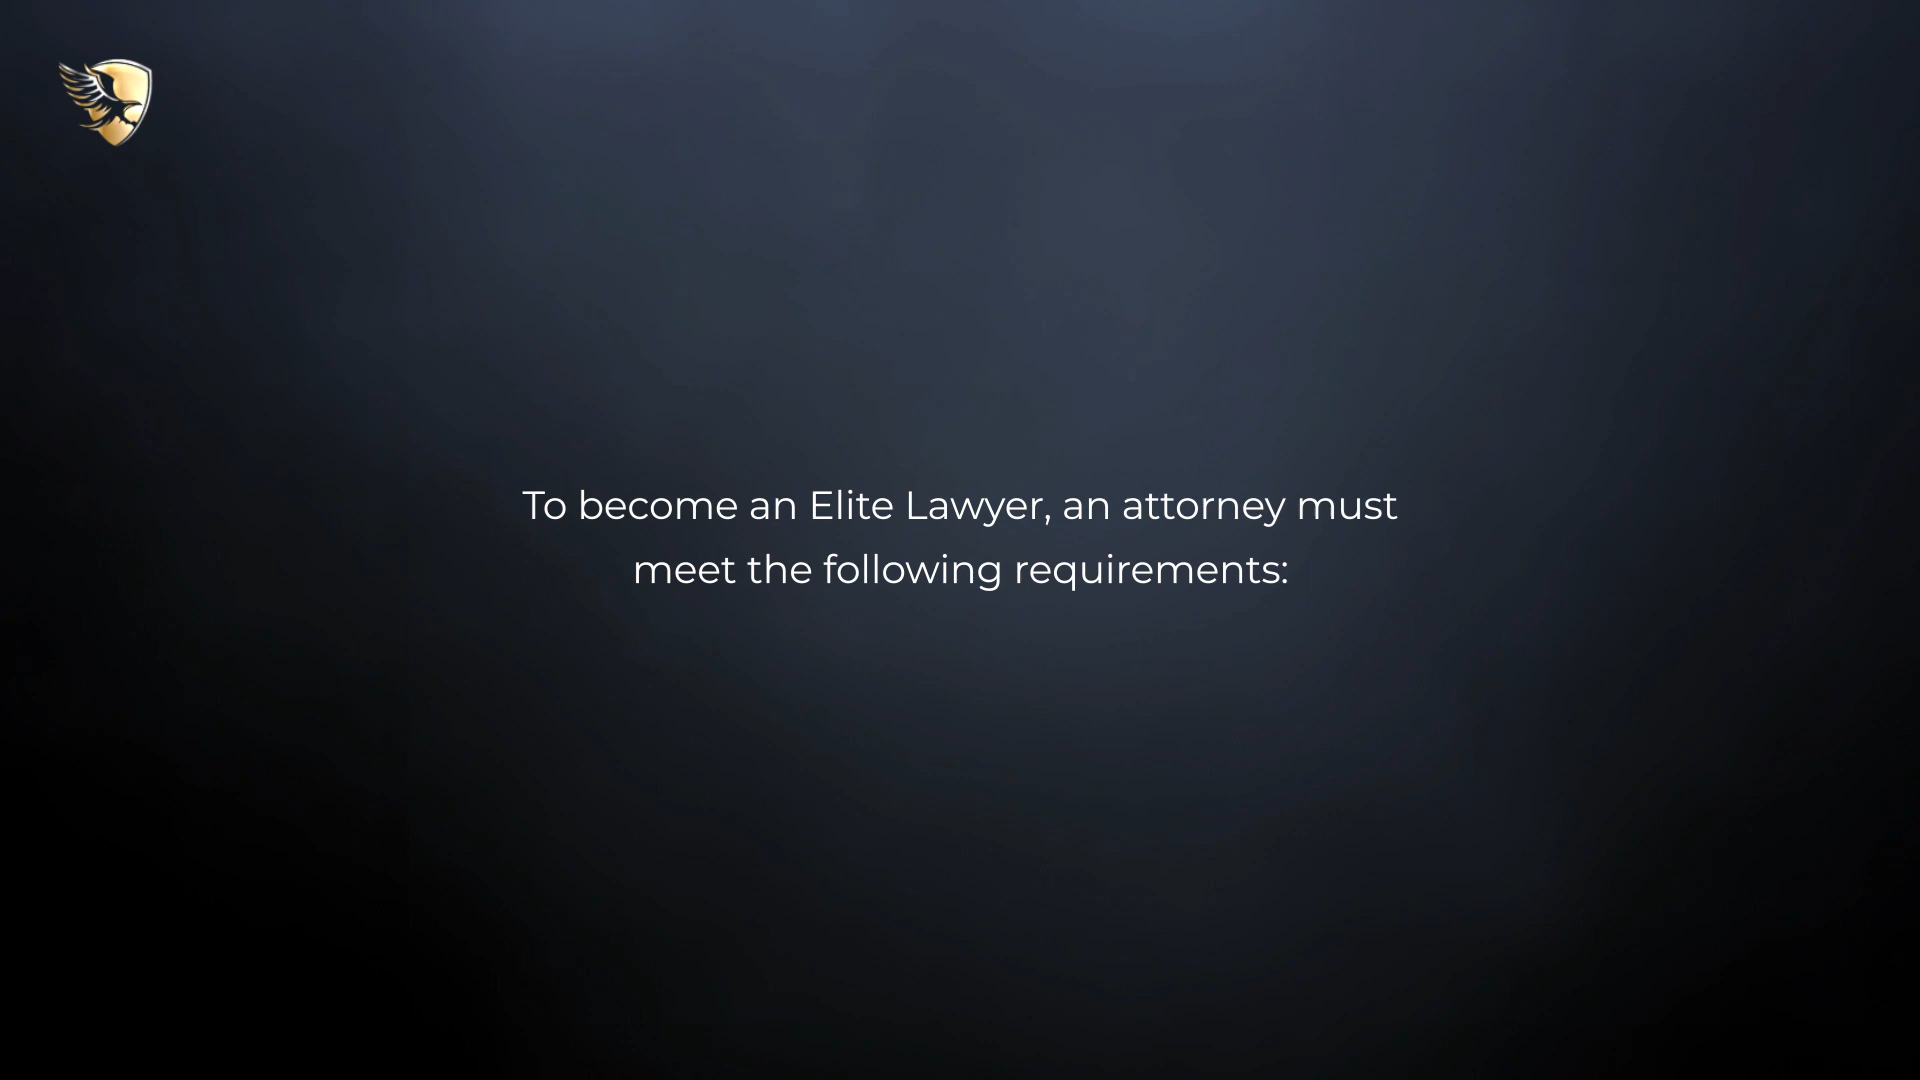 To become an Elite Lawyer, an attorney must
meet the following requirements: